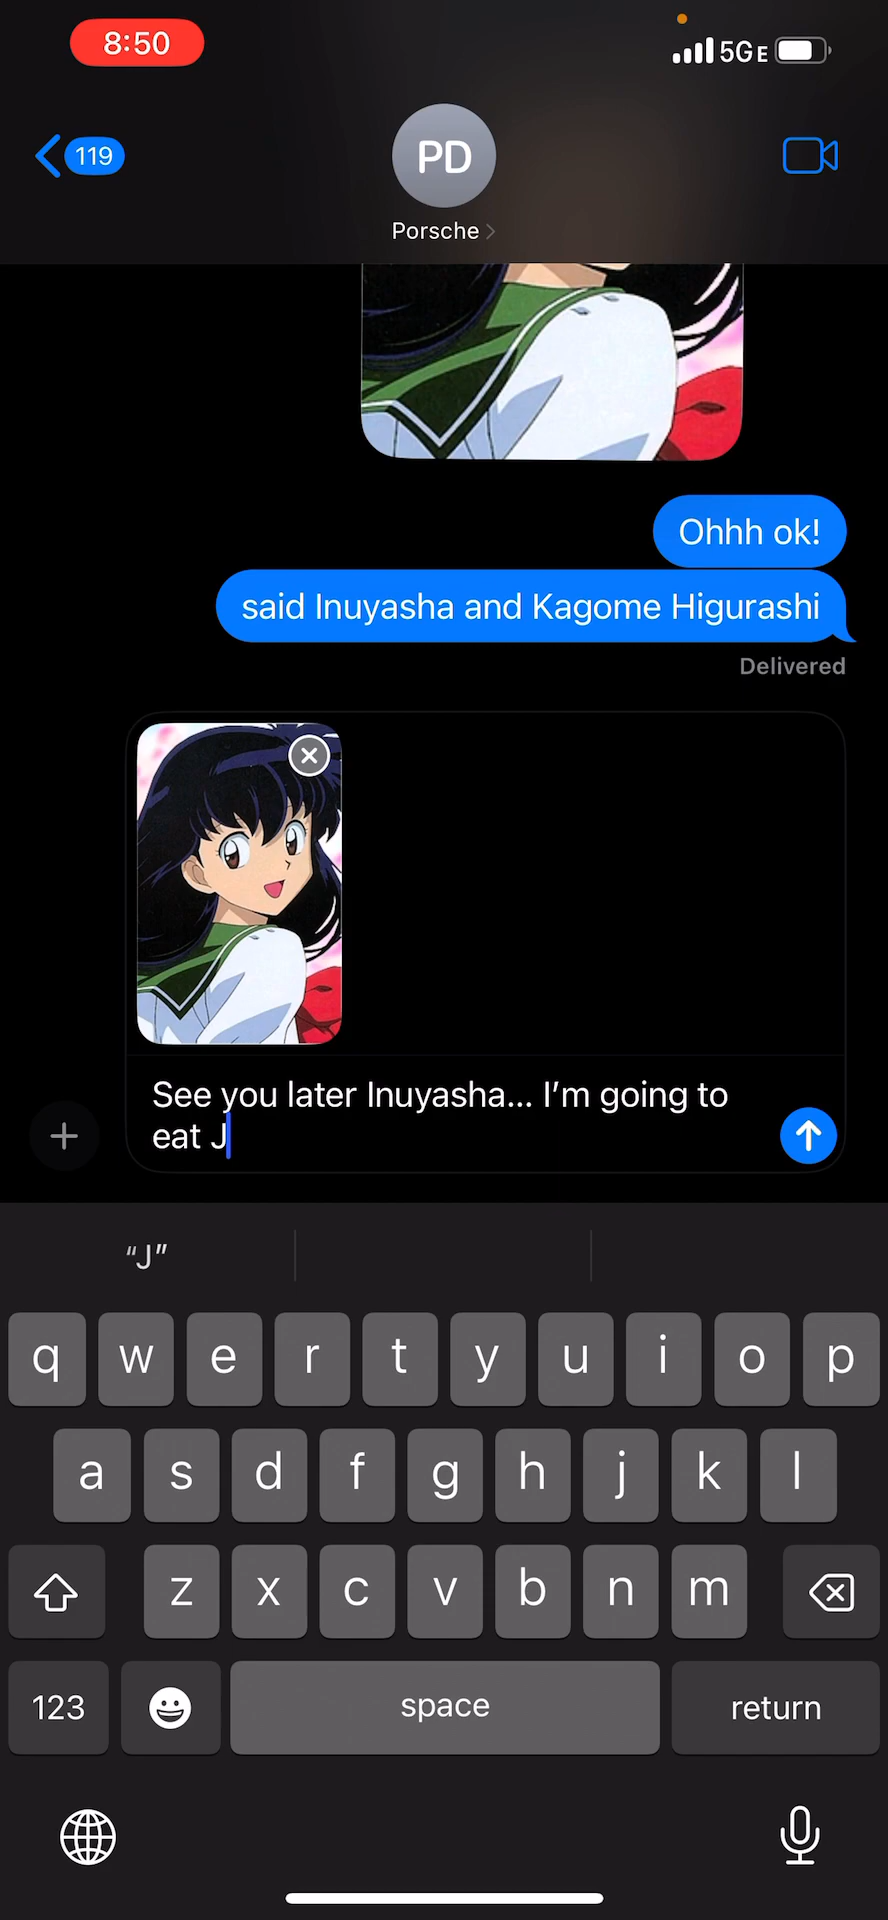 8:50
5GE
119
PD
Porsche
Ohhh ok!
said Inuyasha and Kagome Higurashi
Delivered
See you later Inuyasha... I’m going to
eat J
“J”
q w e r t y u i o p
a s d f g h j k l
z x c v b n m
123 space return